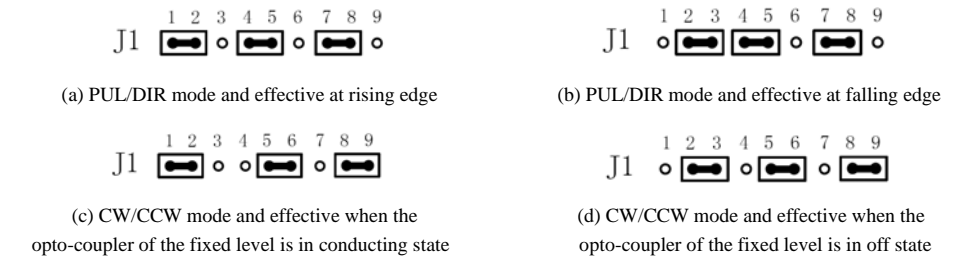 1 2 3 4 5 6 7 8 9
J1
(a) PUL/DIR mode and effective at rising edge
1 2 3 4 5 6 7 8 9
J1
(b) PUL/DIR mode and effective at falling edge
1 2 3 4 5 6 7 8 9
J1
(c) CW/CCW mode and effective when the
opto-coupler of the fixed level is in conducting state
1 2 3 4 5 6 7 8 9
J1
(d) CW/CCW mode and effective when the
opto-coupler of the fixed level is in off state